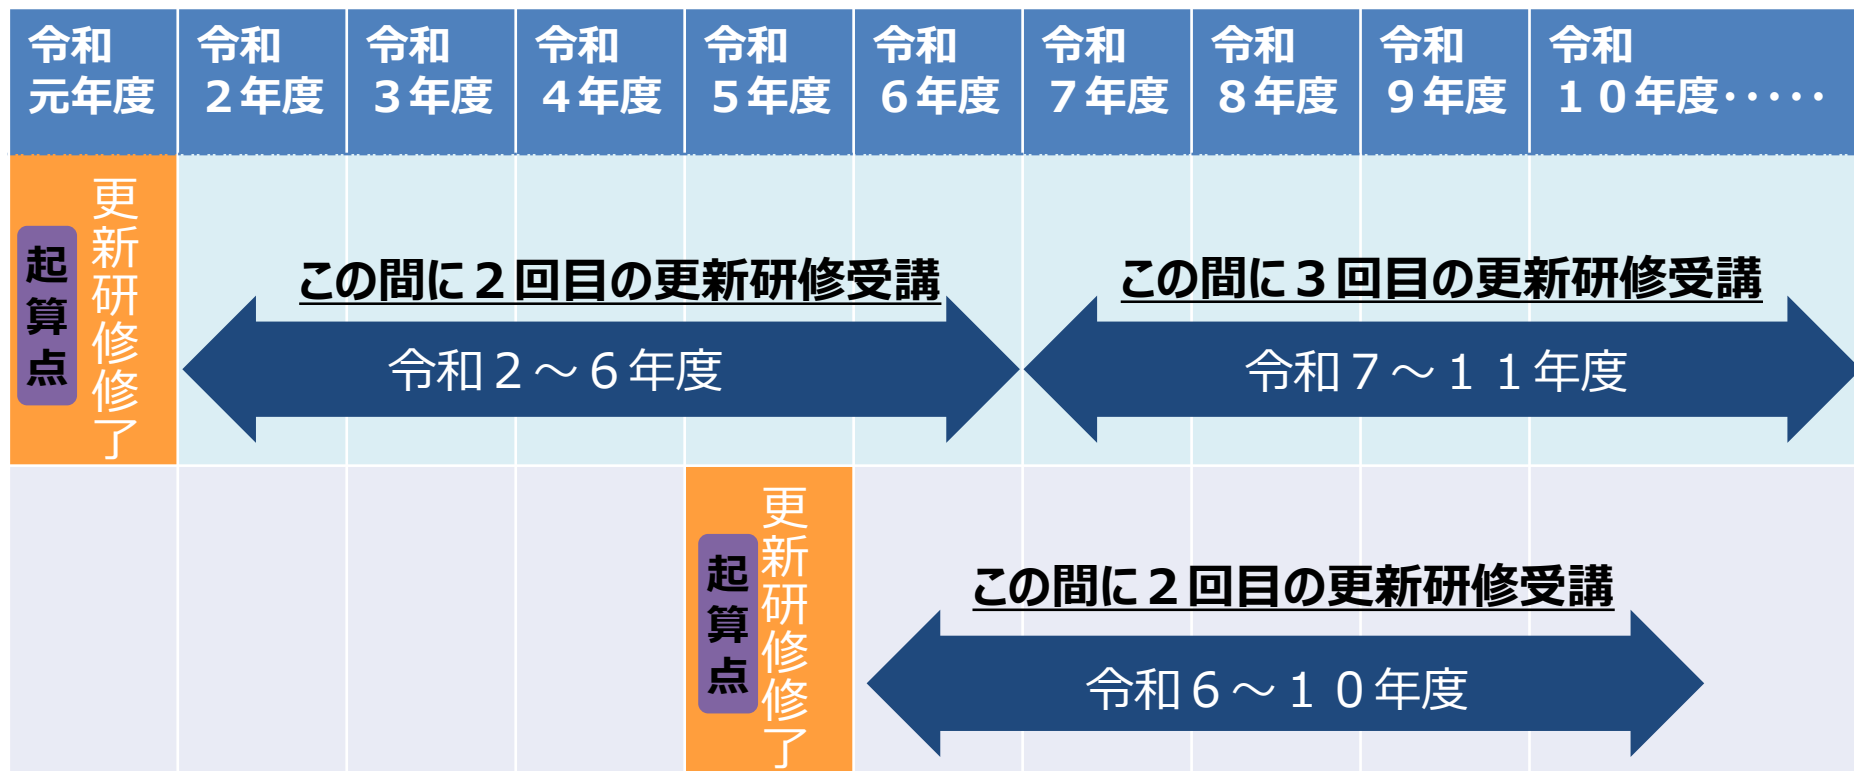 令和
元年度
令和
２年度
令和
３年度
令和
４年度
令和
５年度
令和
６年度
令和
７年度
令和
８年度
令和
９年度
令和
１０年度・・・・・
起算点
更新研修修了
この間に２回目の更新研修受講
令和２～６年度
この間に３回目の更新研修受講
令和７～１１年度
起算点
更新研修修了
この間に２回目の更新研修受講
令和６～１０年度